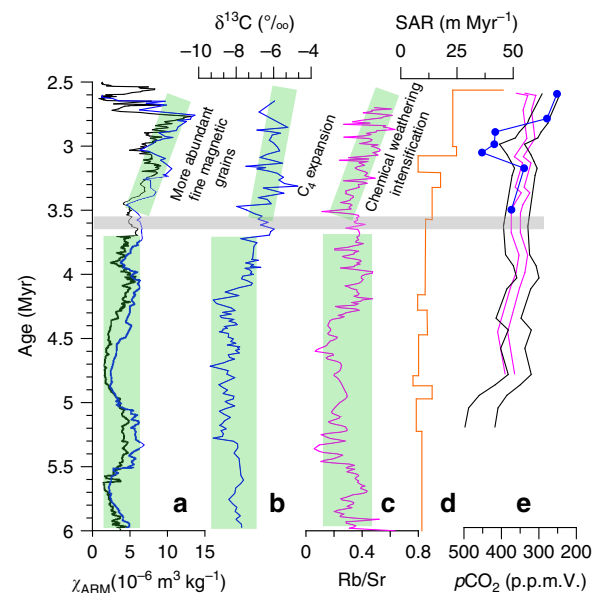 δ13C (°/oo) SAR (m Myr−1)
−10 −8 −6 −4 0 25 50
2.5
3
3.5
4
4.5
5
5.5
6
Age (Myr)
More abundant
fine magnetic
grains
C4 expansion
Chemical weathering
intensification
a b c d e
0 5 10 15
χARM(10−6 m3 kg−1)
0 0.4 0.8
Rb/Sr
500 400 300 200
pCO2 (p.p.m.V.)